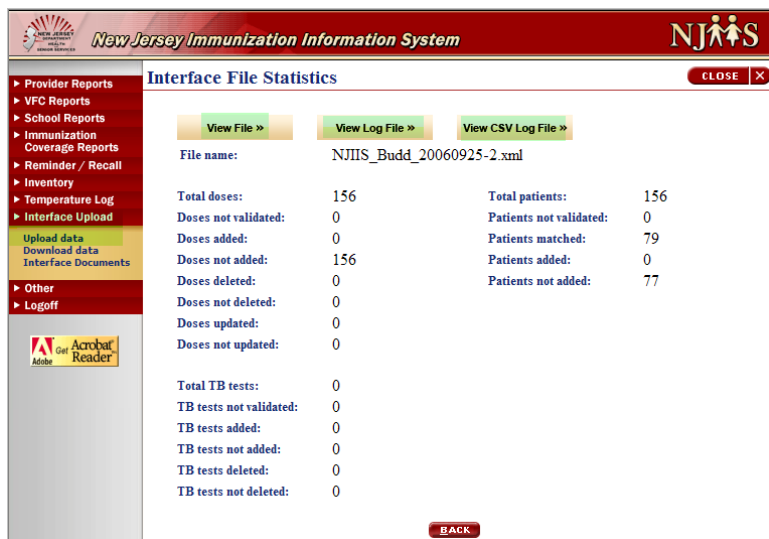 NEW JERSEY
DEPARTMENT
HEALTH
SENIOR SERVICES
New Jersey Immunization Information System
NJIIS
Provider Reports
VFC Reports
School Reports
Immunization
Coverage Reports
Reminder / Recall
Inventory
Temperature Log
Interface Upload
Upload data
Download data
Interface Documents
Other
Logoff
Adobe
Get Acrobat
Reader
Interface File Statistics
CLOSE X
View File » View Log File » View CSV Log File »
File name: NJIIS_Budd_20060925-2.xml
Total doses: 156 Total patients: 156
Doses not validated: 0 Patients not validated: 0
Doses added: 0 Patients matched: 79
Doses not added: 156 Patients added: 0
Doses deleted: 0 Patients not added: 77
Doses not deleted: 0
Doses updated: 0
Doses not updated: 0
Total TB tests: 0
TB tests not validated: 0
TB tests added: 0
TB tests not added: 0
TB tests deleted: 0
TB tests not deleted: 0
BACK